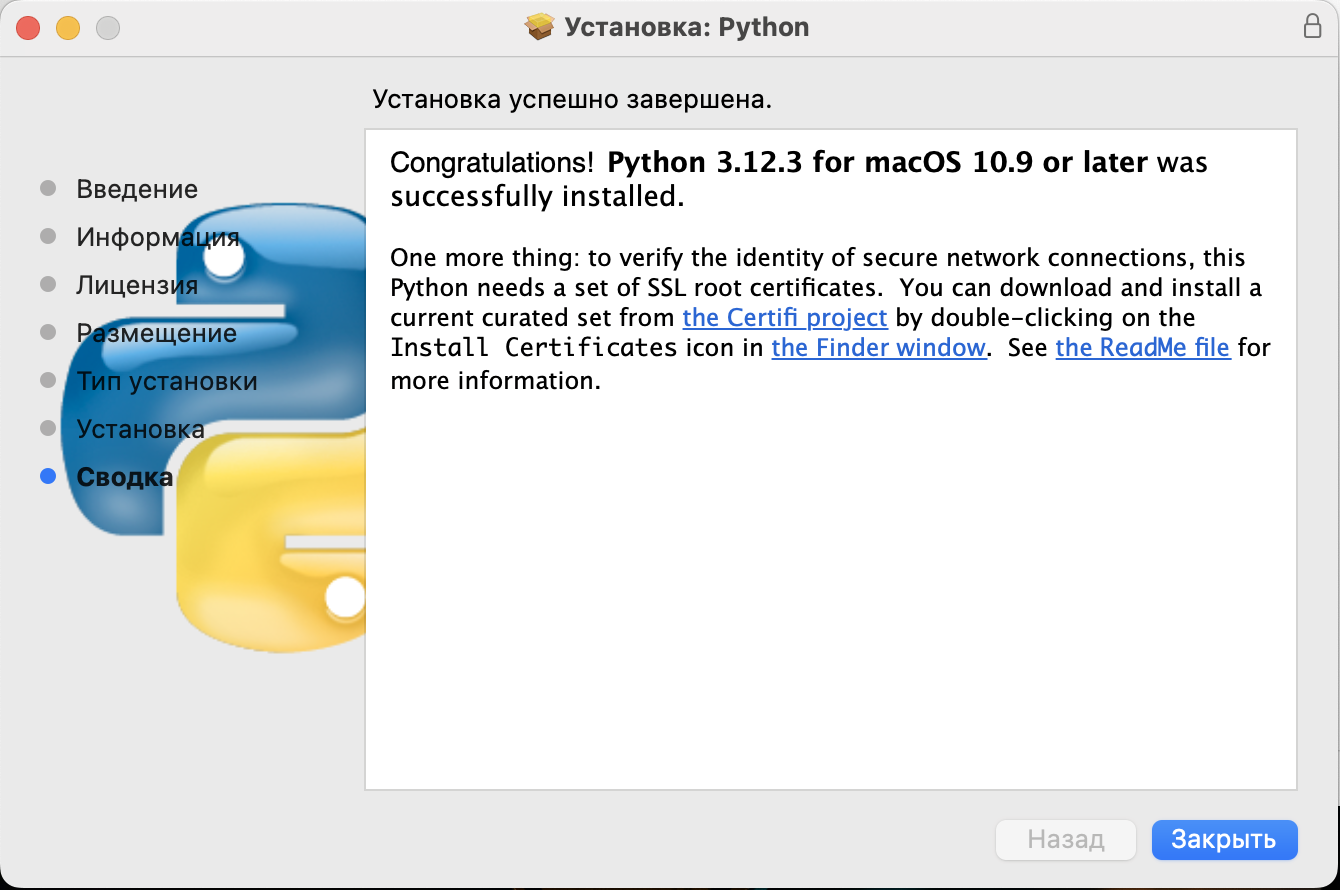 Установка: Python
Установка успешно завершена.
Введение
Информация
Лицензия
Размещение
Тип установки
Установка
Сводка
Congratulations! Python 3.12.3 for macOS 10.9 or later was
successfully installed.
One more thing: to verify the identity of secure network connections, this
Python needs a set of SSL root certificates.  You can download and install a
current curated set from the Certifi project by double-clicking on the
Install Certificates icon in the Finder window.  See the ReadMe file for
more information.
Назад
Закрыть